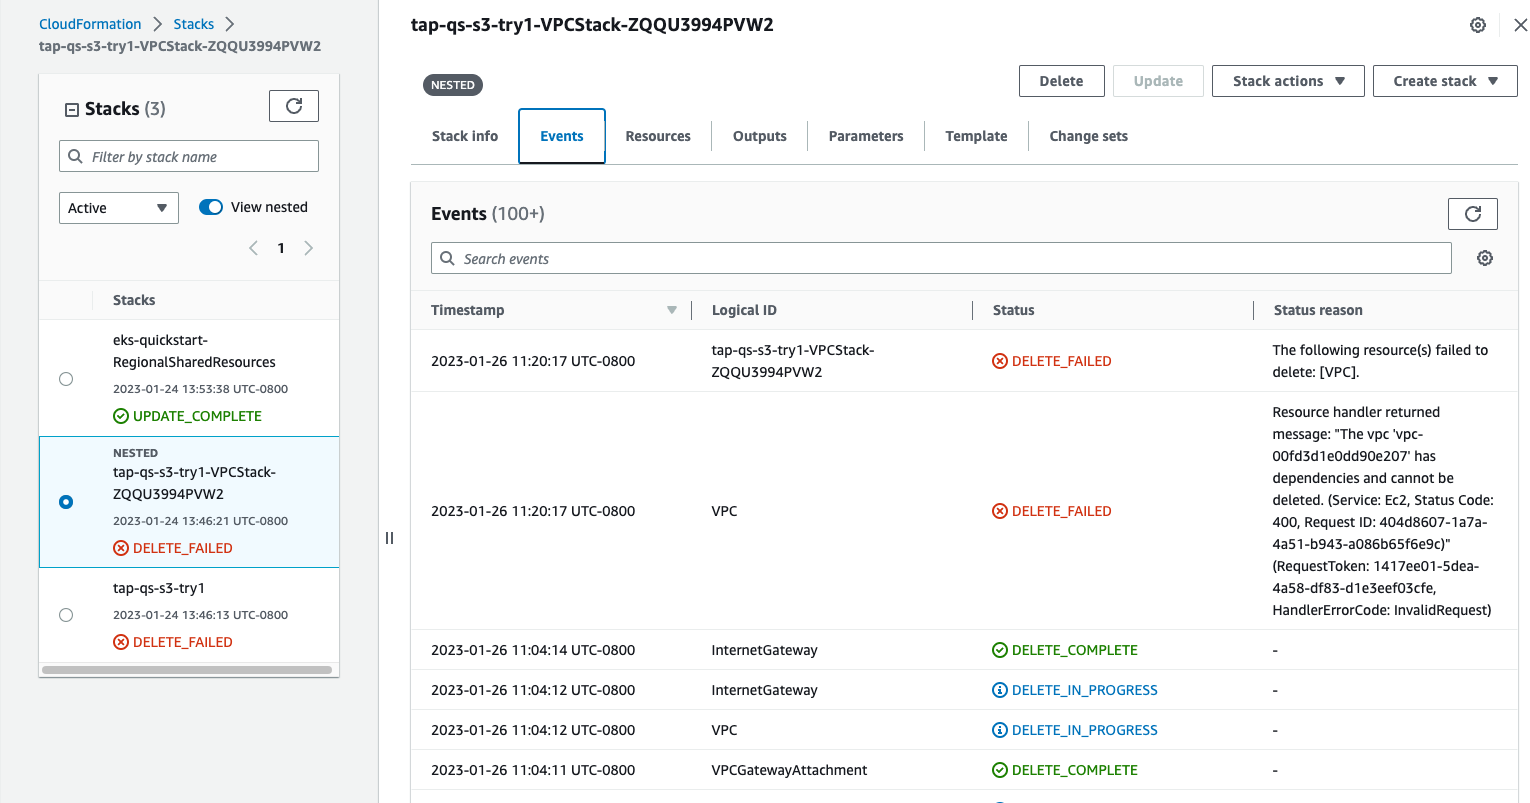 CloudFormation > Stacks >
tap-qs-s3-try1-VPCStack-ZQQU3994PVW2
Stacks (3)
Filter by stack name
Active
View nested
1
Stacks
eks-quickstart-
RegionalSharedResources
2023-01-24 13:53:38 UTC-0800
UPDATE_COMPLETE
NESTED
tap-qs-s3-try1-VPCStack-
ZQQU3994PVW2
2023-01-24 13:46:21 UTC-0800
DELETE_FAILED
tap-qs-s3-try1
2023-01-24 13:46:13 UTC-0800
DELETE_FAILED
tap-qs-s3-try1-VPCStack-ZQQU3994PVW2
NESTED
Delete Update Stack actions Create stack
Stack info Events Resources Outputs Parameters Template Change sets
Events (100+)
Search events
Timestamp Logical ID Status Status reason
2023-01-26 11:20:17 UTC-0800
tap-qs-s3-try1-VPCStack-
ZQQU3994PVW2
DELETE_FAILED
The following resource(s) failed to
delete: [VPC].
2023-01-26 11:20:17 UTC-0800 VPC DELETE_FAILED
Resource handler returned
message: "The vpc 'vpc-
00fd3d1e0dd90e207' has
dependencies and cannot be
deleted. (Service: Ec2, Status Code:
400, Request ID: 404d8607-1a7a-
4a51-b943-a086b65f6e9c)"
(RequestToken: 1417ee01-5dea-
4a58-df83-d1e3eef03cfe,
HandlerErrorCode: InvalidRequest)
2023-01-26 11:04:14 UTC-0800 InternetGateway DELETE_COMPLETE -
2023-01-26 11:04:12 UTC-0800 InternetGateway DELETE_IN_PROGRESS -
2023-01-26 11:04:12 UTC-0800 VPC DELETE_IN_PROGRESS -
2023-01-26 11:04:11 UTC-0800 VPCGatewayAttachment DELETE_COMPLETE -